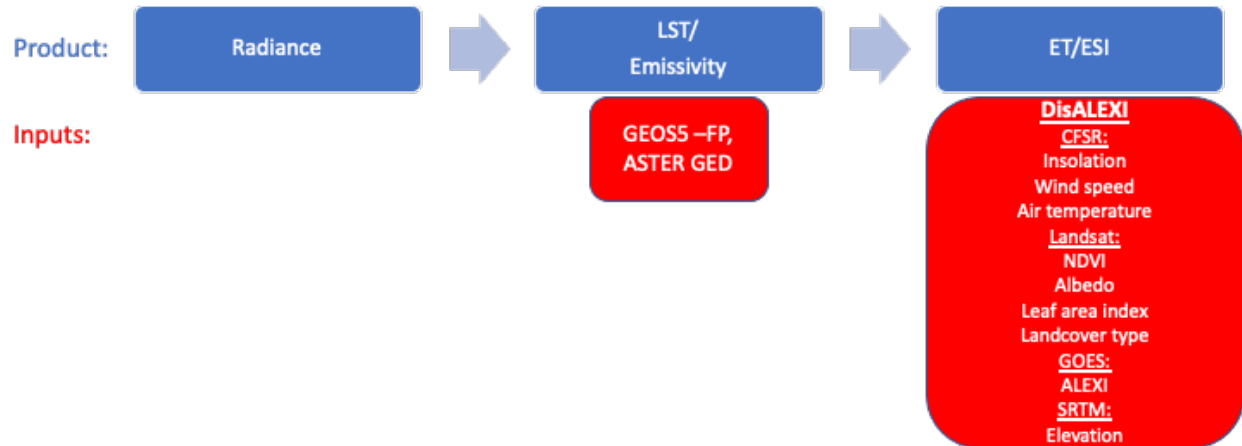 Product:
Radiance
LST/
Emissivity
ET/ESI
Inputs:
GEOS5 –FP,
ASTER GED
DisALEXI
CFSR:
Insolation
Wind speed
Air temperature
Landsat:
NDVI
Albedo
Leaf area index
Landcover type
GOES:
ALEXI
SRTM:
Elevation